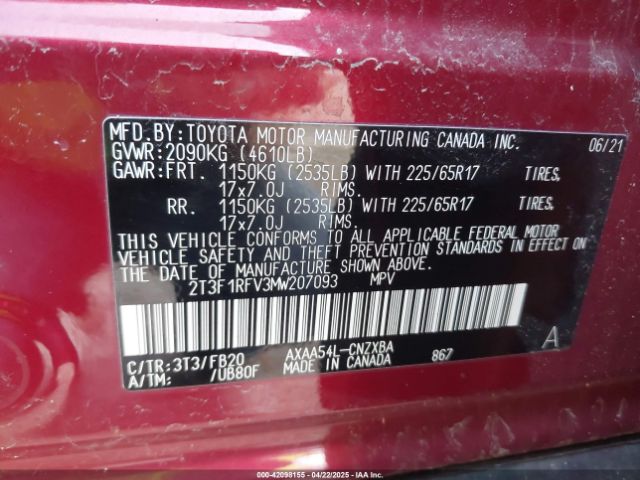 MFD.BY:TOYOTA MOTOR MANUFACTURING CANADA INC. 06/21
GVWR:2090KG (4610LB)
GAWR:FRT. 1150KG (2535LB) WITH 225/65R17 TIRES,
17x7.0J RIMS.
RR. 1150KG (2535LB) WITH 225/65R17 TIRES,
17x7.0J RIMS.
THIS VEHICLE CONFORMS TO ALL APPLICABLE FEDERAL MOTOR
VEHICLE SAFETY AND THEFT PREVENTION STANDARDS IN EFFECT ON
THE DATE OF MANUFACTURE SHOWN ABOVE.
2T3F1RFV3MW207093 MPV
C/TR:3T3/FB20 AXAA54L-CNZXBA 867 A
A/TM: /UB80F MADE IN CANADA
000-42098155 - 04/22/2025 - IAAI.COM